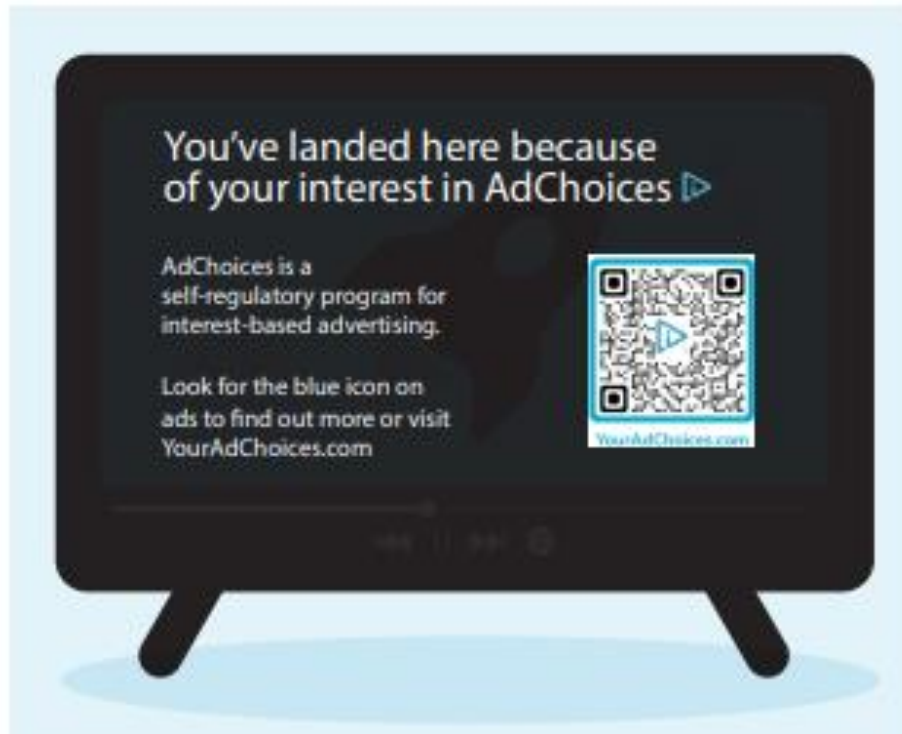 You've landed here because
of your interest in AdChoices
AdChoices is a
self-regulatory program for
interest-based advertising.
Look for the blue icon on
ads to find out more or visit
YourAdChoices.com
YourAdChoices.com